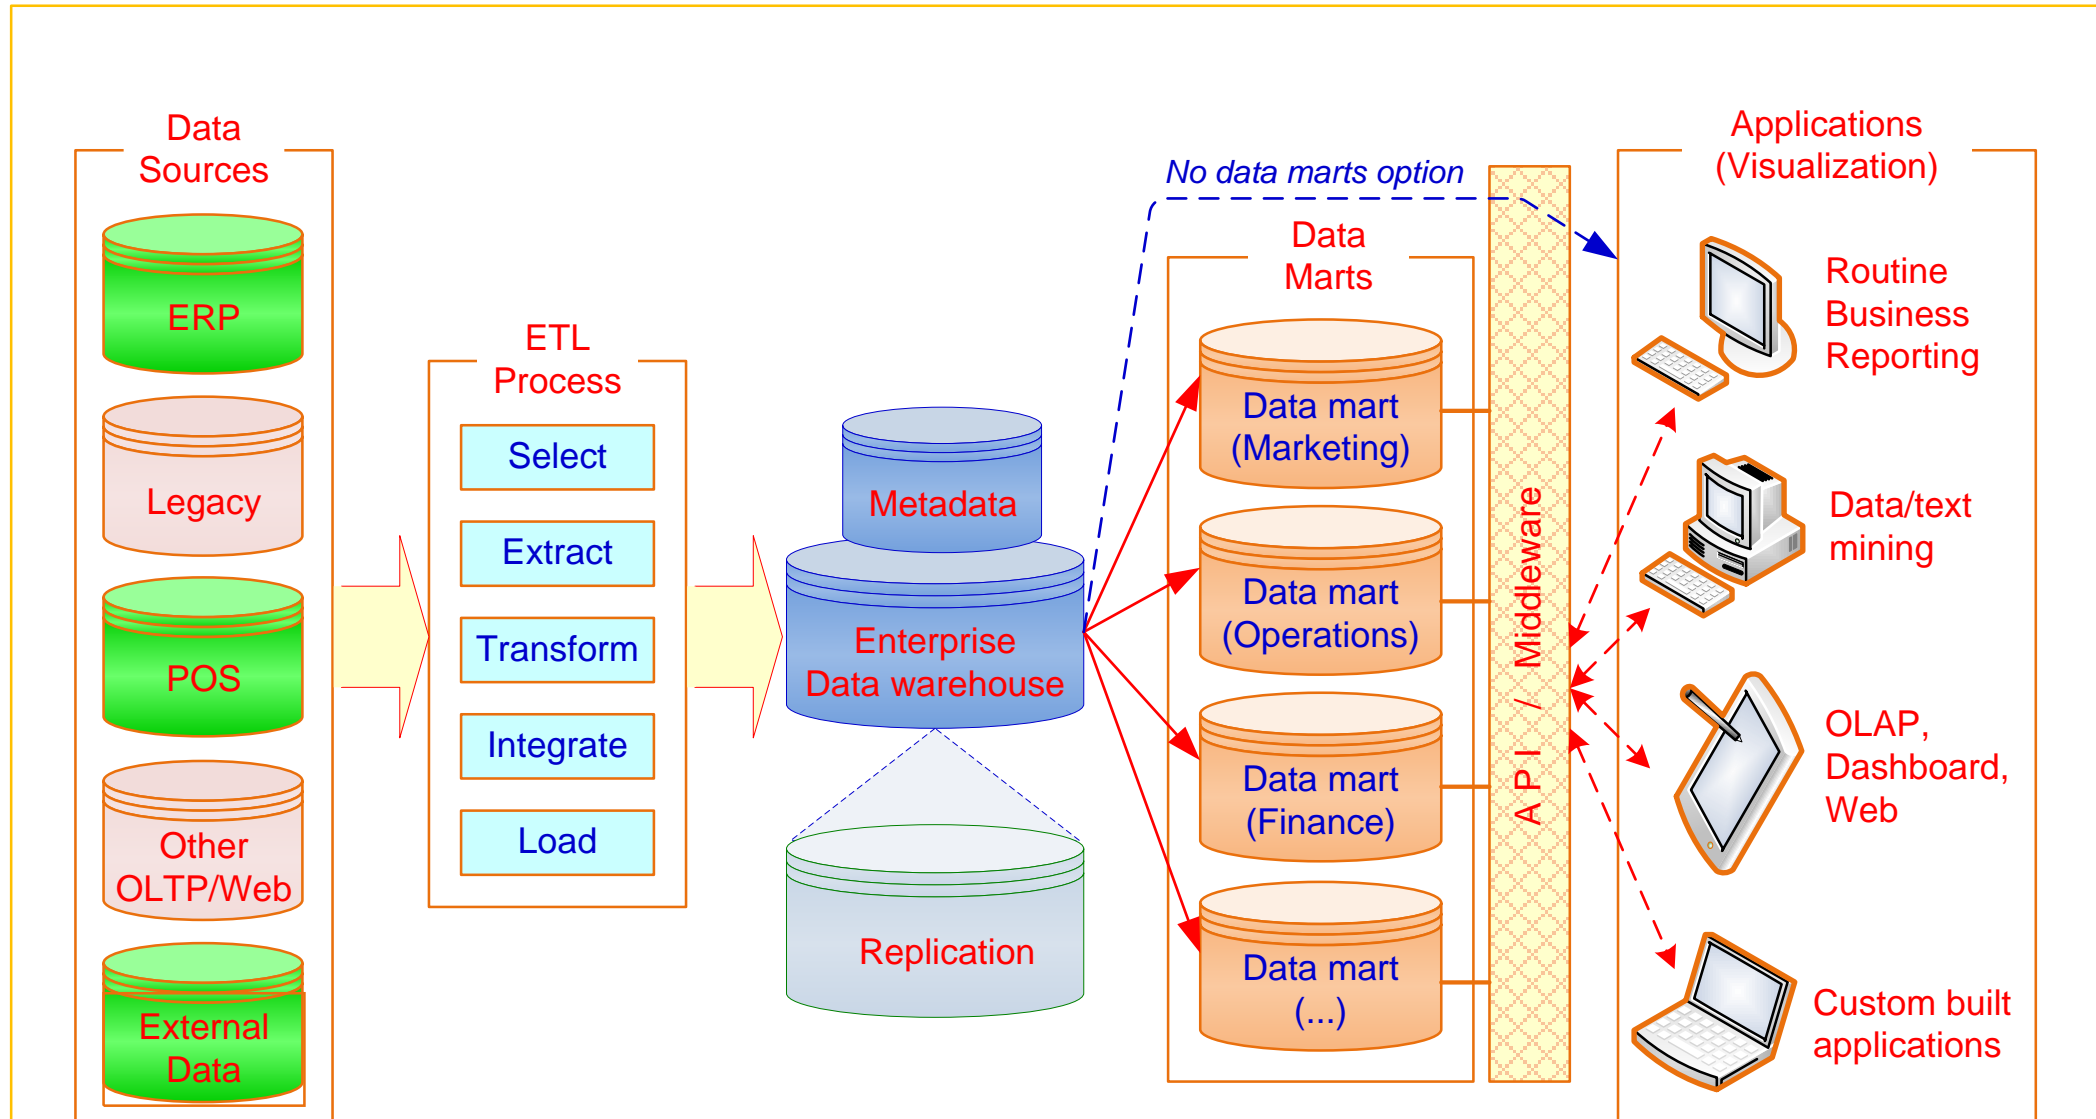 Data
Sources
ERP
Legacy
POS
Other
OLTP/Web
External
Data
ETL
Process
Select
Extract
Transform
Integrate
Load
Metadata
Enterprise
Data warehouse
Replication
No data marts option
Data
Marts
Data mart
(Marketing)
Data mart
(Operations)
Data mart
(Finance)
Data mart
(...)
API / Middleware
Applications
(Visualization)
Routine
Business
Reporting
Data/text
mining
OLAP,
Dashboard,
Web
Custom built
applications